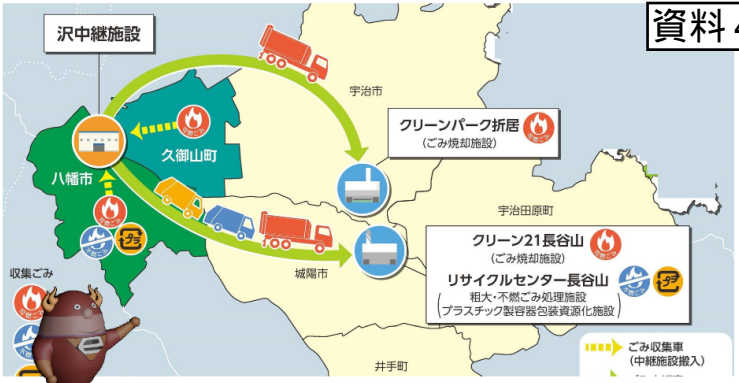 資料4
沢中継施設
宇治市
クリーンパーク折居
(ごみ焼却施設)
久御山町
八幡市
プラ
宇治田原町
クリーン21長谷山
(ごみ焼却施設)
リサイクルセンター長谷山
プラ
粗大・不燃ごみ処理施設
プラスチック製容器包装資源化施設
城陽市
収集ごみ
井手町
ごみ収集車
(中継施設搬入)